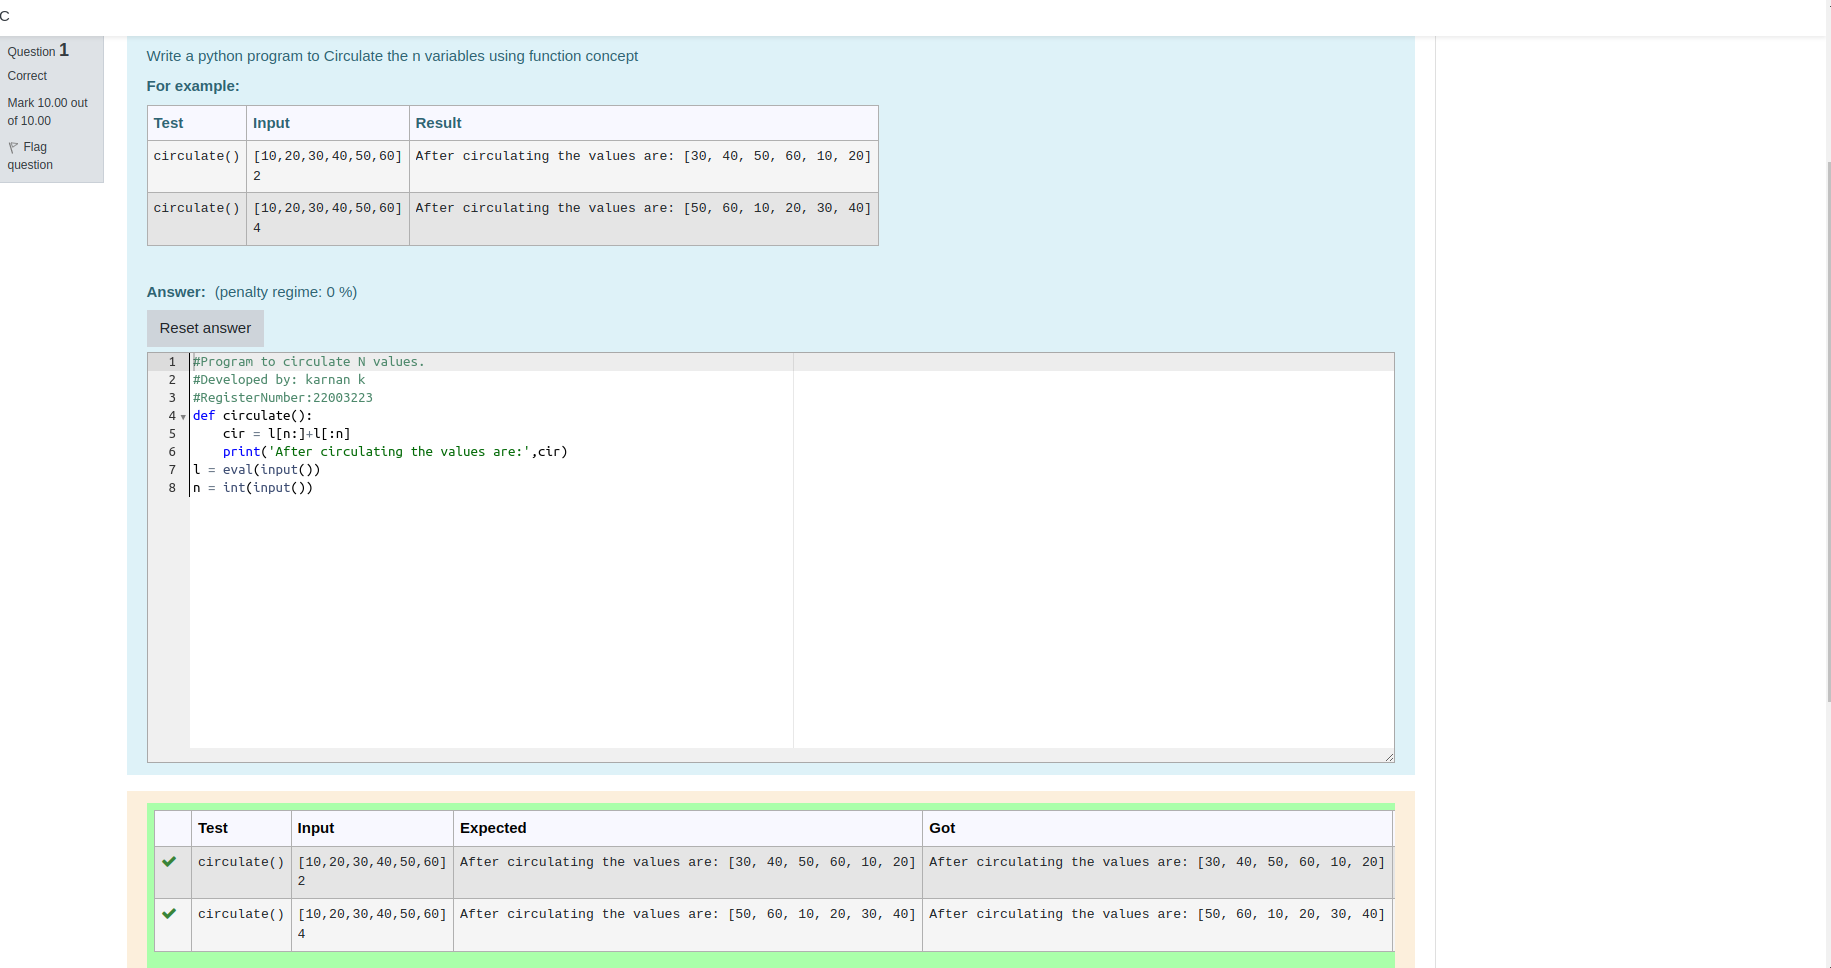 C
Question 1
Correct
Mark 10.00 out
of 10.00
Flag
question
Write a python program to Circulate the n variables using function concept
For example:
Test Input Result
circulate() [10,20,30,40,50,60] After circulating the values are: [30, 40, 50, 60, 10, 20]
2
circulate() [10,20,30,40,50,60] After circulating the values are: [50, 60, 10, 20, 30, 40]
4
Answer: (penalty regime: 0 %)
Reset answer
1 #Program to circulate N values.
2 #Developed by: karnan k
3 #RegisterNumber:22003223
4 def circulate():
5     cir = l[n:]+l[:n]
6     print('After circulating the values are:',cir)
7 l = eval(input())
8 n = int(input())
Test Input Expected Got
circulate() [10,20,30,40,50,60] After circulating the values are: [30, 40, 50, 60, 10, 20] After circulating the values are: [30, 40, 50, 60, 10, 20]
2
circulate() [10,20,30,40,50,60] After circulating the values are: [50, 60, 10, 20, 30, 40] After circulating the values are: [50, 60, 10, 20, 30, 40]
4